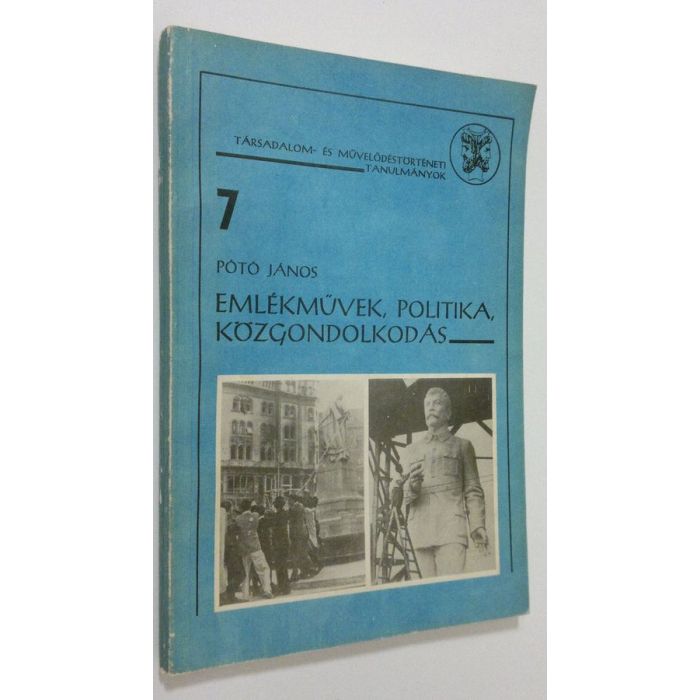 TÁRSADALOM- ÉS MŰVELŐDÉSTÖRTÉNETI
TANULMÁNYOK
7
PÓTÓ JÁNOS
EMLÉKMŰVEK, POLITIKA,
KÖZGONDOLKODÁS